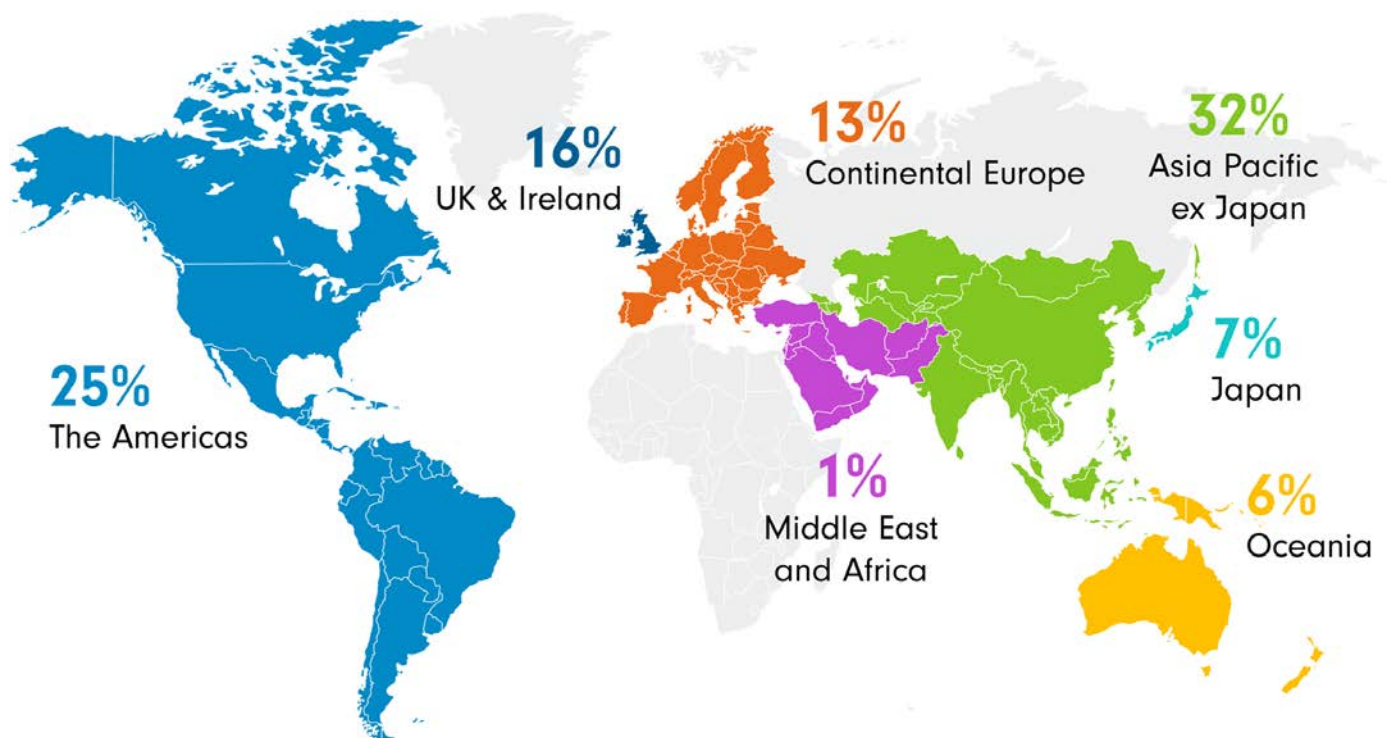 16%
UK & Ireland
13%
Continental Europe
32%
Asia Pacific
ex Japan
25%
The Americas
7%
Japan
1%
Middle East
and Africa
6%
Oceania